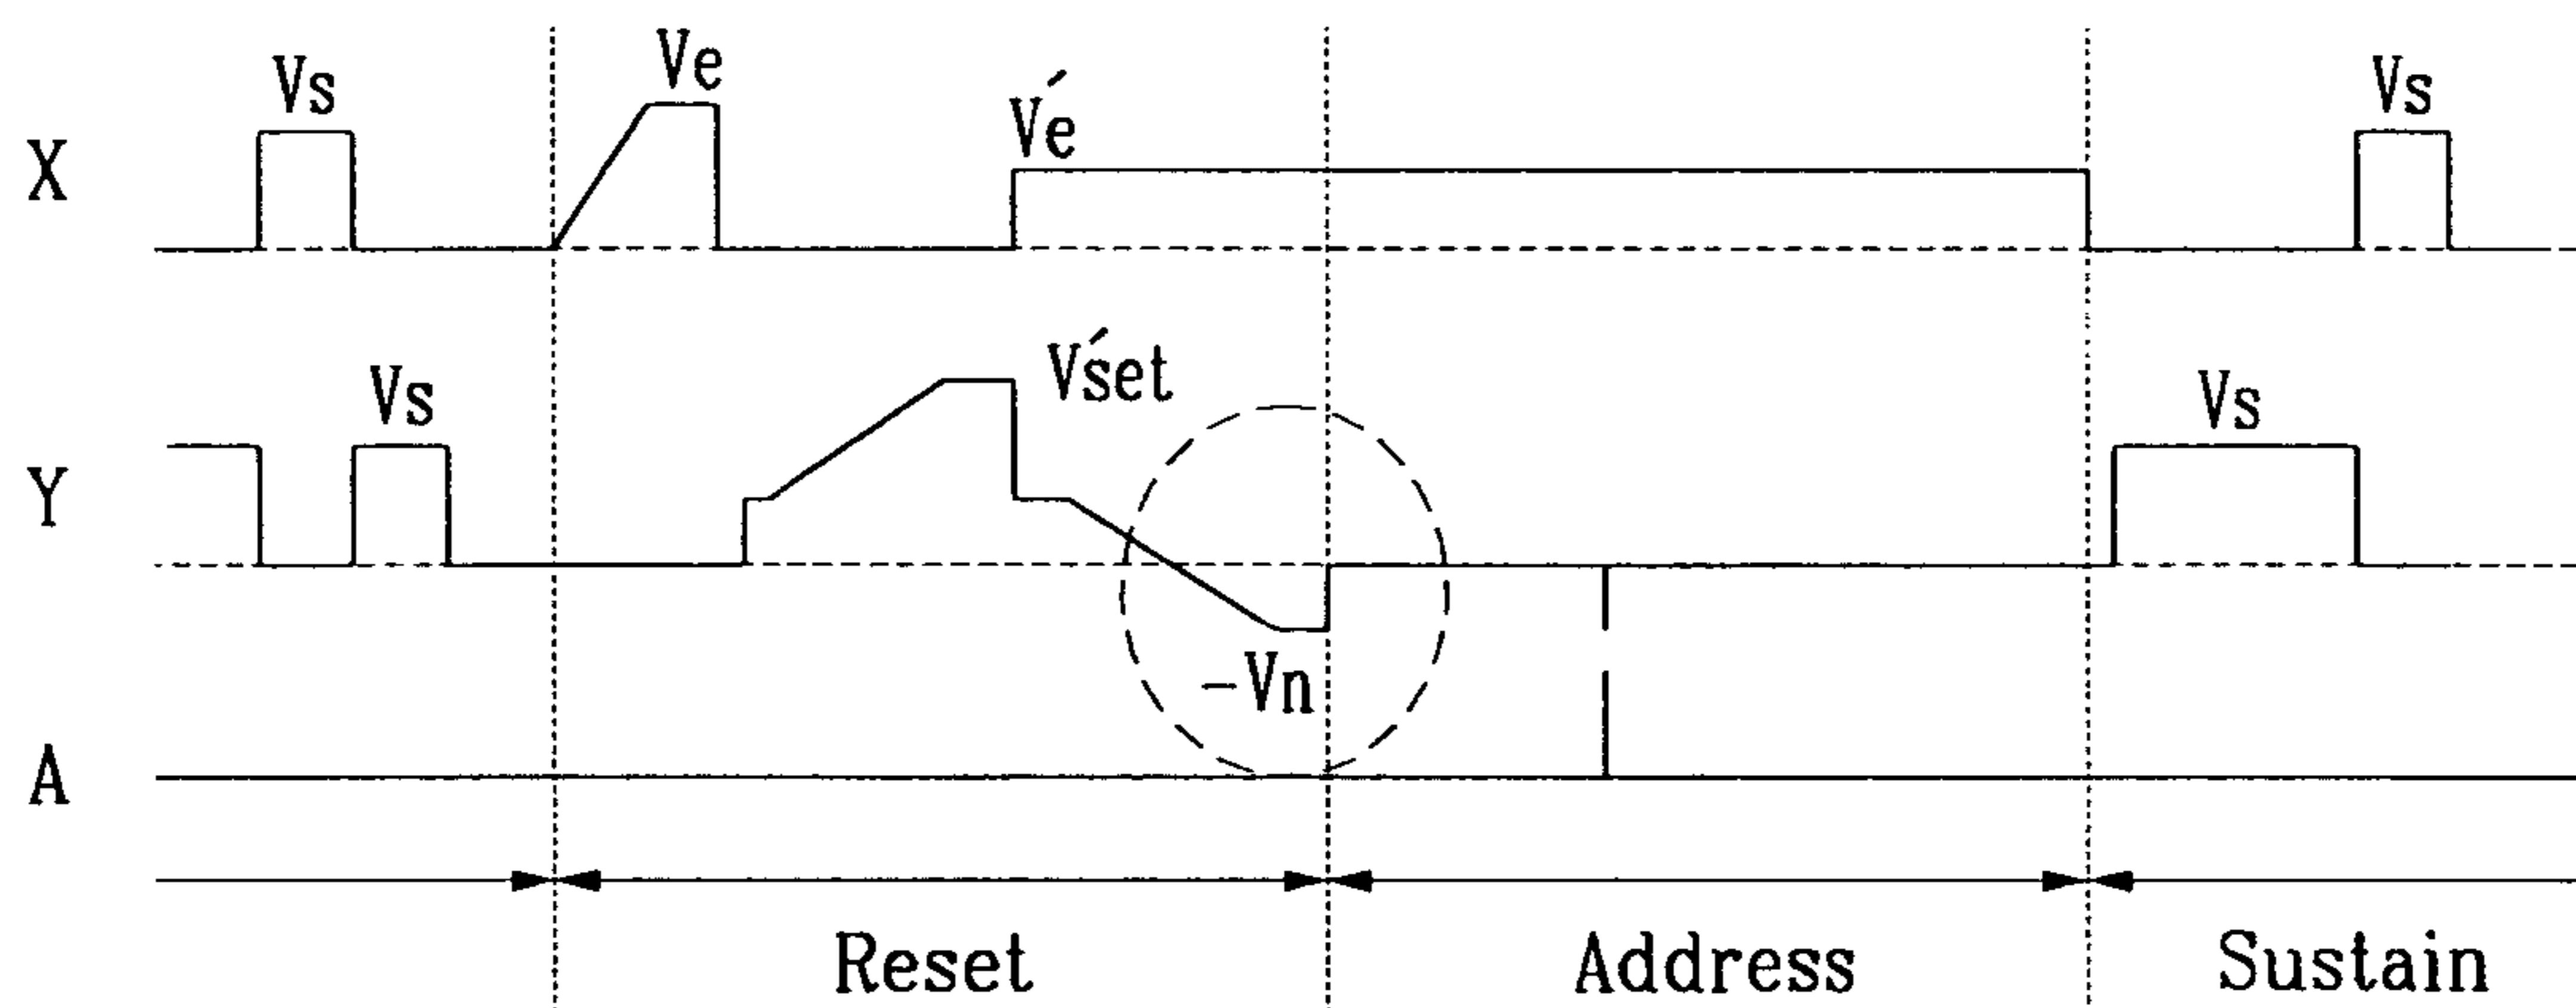 Vs
Ve
V́e
Vs
X
V́set
Vs
Vs
Y
-Vn
A
Reset
Address
Sustain